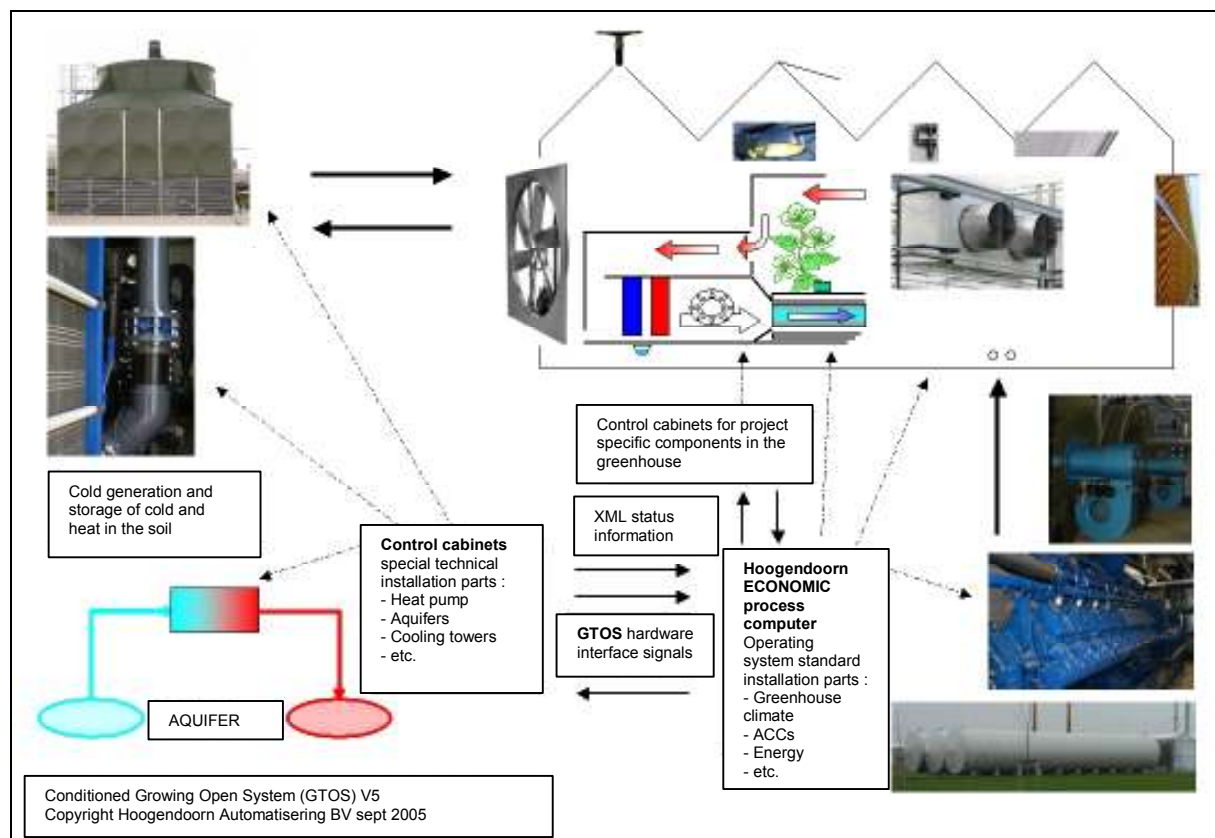 Control cabinets for project
specific components in the
greenhouse
Cold generation and
storage of cold and
heat in the soil
XML status
information
Control cabinets
special technical
installation parts :
- Heat pump
- Aquifers
- Cooling towers
- etc.
Hoogendoorn
ECONOMIC
process
computer
Operating
system standard
installation parts :
- Greenhouse
climate
- ACCs
- Energy
- etc.
GTOS hardware
interface signals
AQUIFER
Conditioned Growing Open System (GTOS) V5
Copyright Hoogendoorn Automatisering BV sept 2005